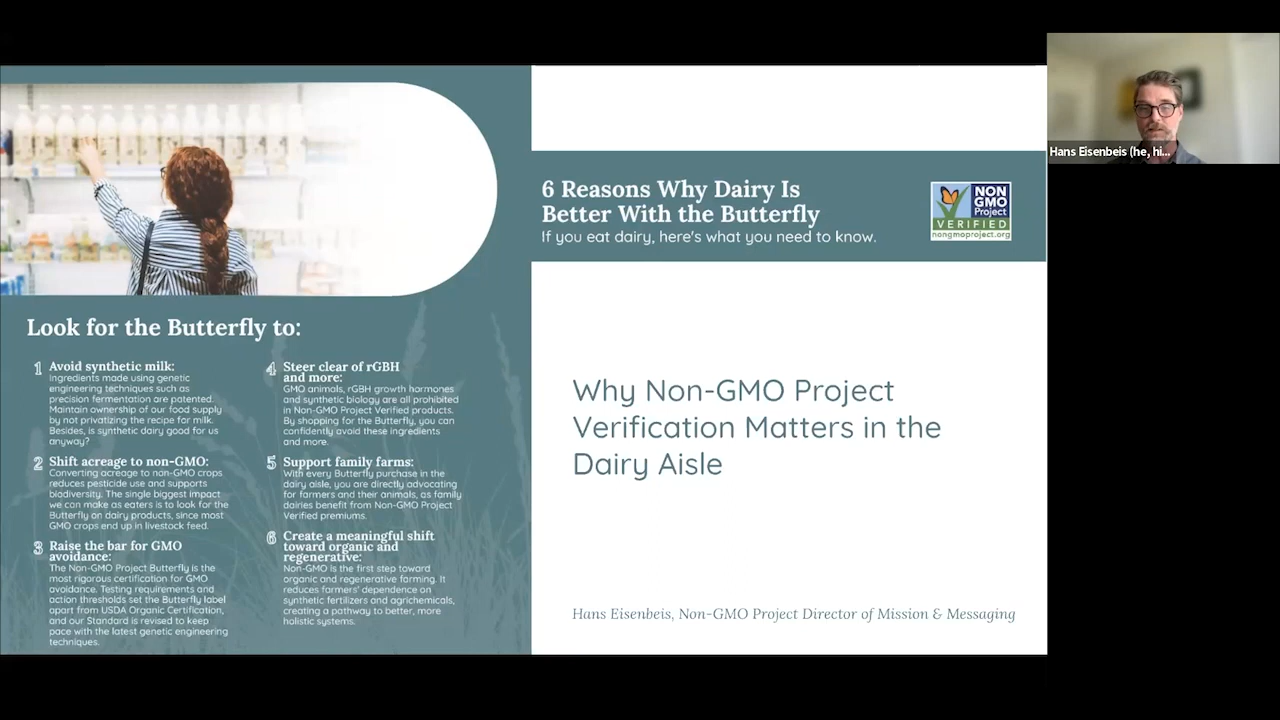 Look for the Butterfly to:
1 Avoid synthetic milk:
Ingredients made using genetic
engineering techniques such as
precision fermentation are patented.
Maintain ownership of our food supply
by not privatizing the recipe for milk.
Besides, is synthetic dairy good for us
anyway?
2 Shift acreage to non-GMO:
Converting acreage to non-GMO crops
reduces pesticide use and supports
biodiversity. The single biggest impact
we can make as eaters is to look for the
Butterfly on dairy products, since most
GMO crops end up in livestock feed.
3 Raise the bar for GMO
avoidance:
The Non-GMO Project Butterfly is the
most rigorous certification for GMO
avoidance. Testing requirements and
action thresholds set the Butterfly label
apart from USDA Organic Certification,
and our Standard is revised to keep
pace with the latest genetic engineering
techniques.
4 Steer clear of rGBH
and more:
GMO animals, rGBH growth hormones
and synthetic biology are all prohibited
in Non-GMO Project Verified products.
By shopping for the Butterfly, you can
confidently avoid these ingredients
and more.
5 Support family farms:
With every Butterfly purchase in the
dairy aisle, you are directly advocating
for farmers and their animals, as family
dairies benefit from Non-GMO Project
Verified premiums.
6 Create a meaningful shift
toward organic and
regenerative:
Non-GMO is the first step toward
organic and regenerative farming. It
reduces farmers' dependence on
synthetic fertilizers and agrichemicals,
creating a pathway to better, more
holistic systems.
6 Reasons Why Dairy Is
Better With the Butterfly
If you eat dairy, here's what you need to know.
NON
GMO
Project
VERIFIED
nongmoproject.org
Why Non-GMO Project
Verification Matters in the
Dairy Aisle
Hans Eisenbeis, Non-GMO Project Director of Mission & Messaging
Hans Eisenbeis (he, hi...